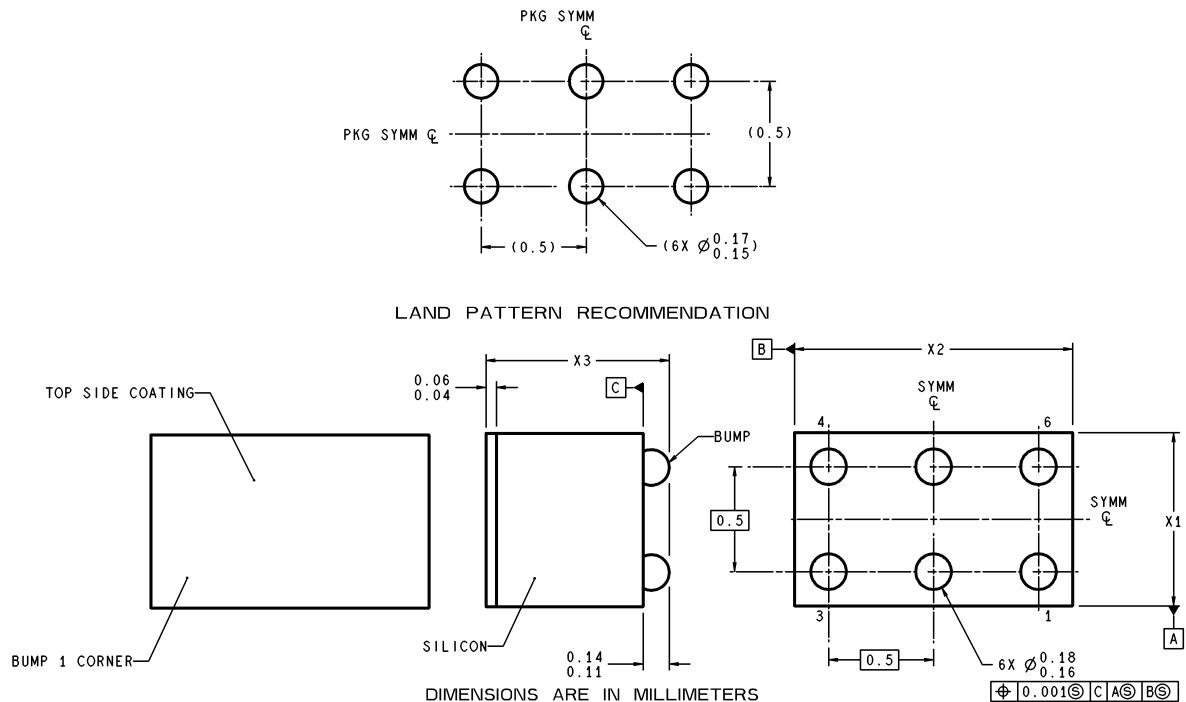 PKG SYMM
℄
PKG SYMM ℄
(0.5)
(0.5)
(6X Ø 0.17
0.15)
LAND PATTERN RECOMMENDATION
TOP SIDE COATING
BUMP 1 CORNER
X3
0.06
0.04
C
BUMP
SILICON
0.14
0.11
B
X2
SYMM
℄
4
6
0.5
SYMM
℄
X1
3
1
A
0.5
6X Ø 0.18
0.16
⌖ 0.001Ⓢ C AⓈ BⓈ
DIMENSIONS ARE IN MILLIMETERS